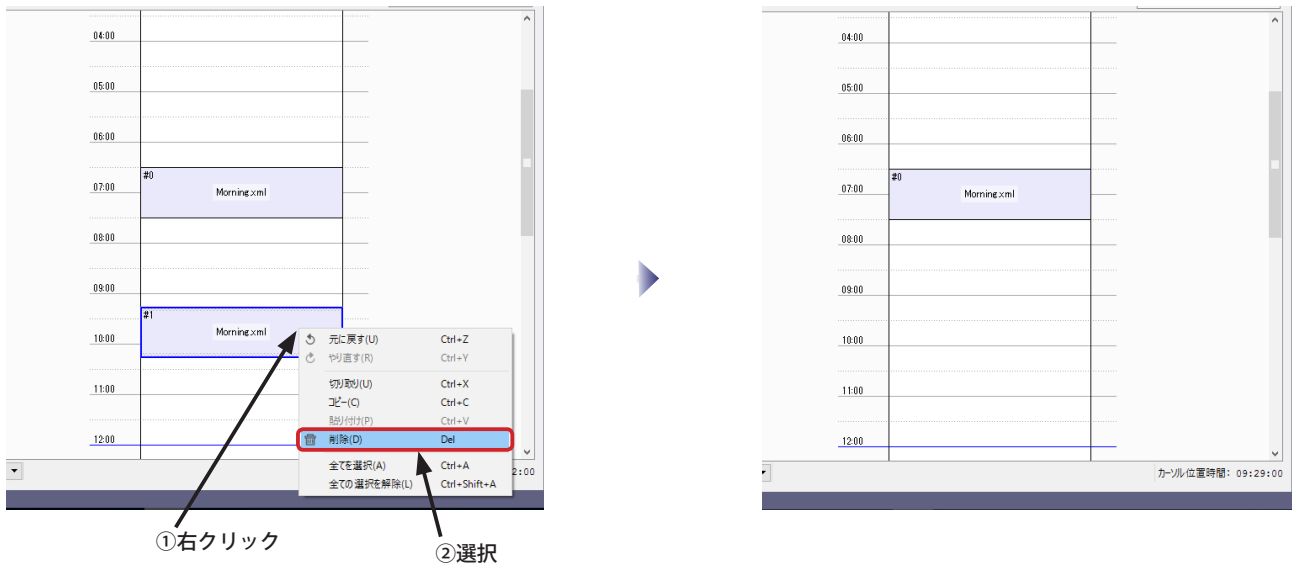 04:00
05:00
06:00
#0
07:00
Morning.xml
08:00
09:00
#1
10:00
Morning.xml
元に戻す(U) Ctrl+Z
やり直す(R) Ctrl+Y
切り取り(U) Ctrl+X
コピー(C) Ctrl+C
貼り付け(P) Ctrl+V
削除(D) Del
全てを選択(A) Ctrl+A
全ての選択を解除(L) Ctrl+Shift+A
11:00
12:00
2:00
①右クリック
②選択
04:00
05:00
06:00
#0
07:00
Morning.xml
08:00
09:00
10:00
11:00
12:00
カーソル位置時間: 09:29:00